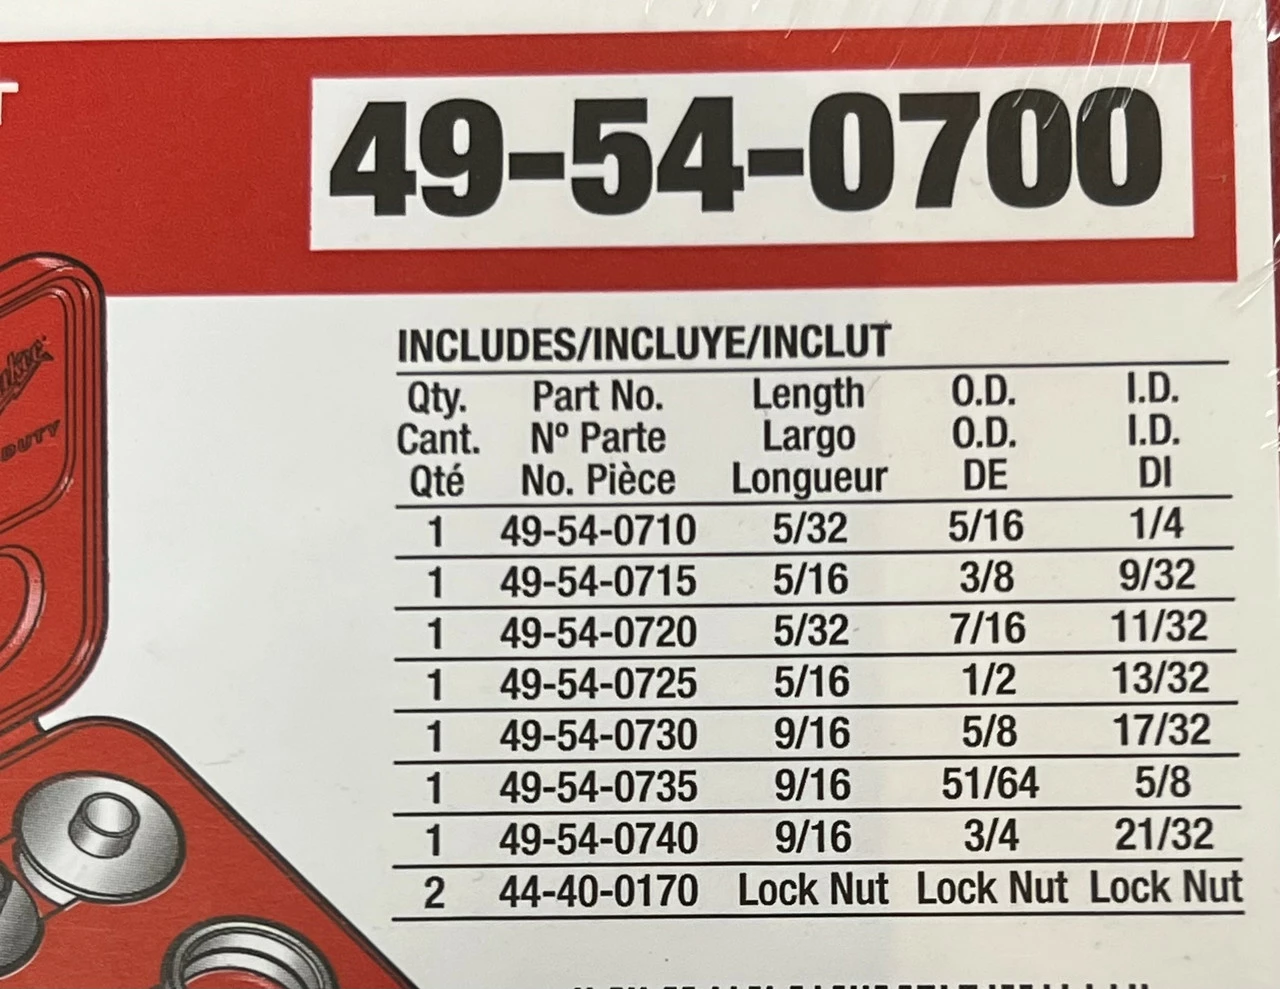 T
49-54-0700
INCLUDES/INCLUYE/INCLUT
Qty. Part No. Length O.D. I.D.
Cant. Nº Parte Largo O.D. I.D.
Qté No. Pièce Longueur DE DI
1 49-54-0710 5/32 5/16 1/4
1 49-54-0715 5/16 3/8 9/32
1 49-54-0720 5/32 7/16 11/32
1 49-54-0725 5/16 1/2 13/32
1 49-54-0730 9/16 5/8 17/32
1 49-54-0735 9/16 51/64 5/8
1 49-54-0740 9/16 3/4 21/32
2 44-40-0170 Lock Nut Lock Nut Lock Nut
DUTY